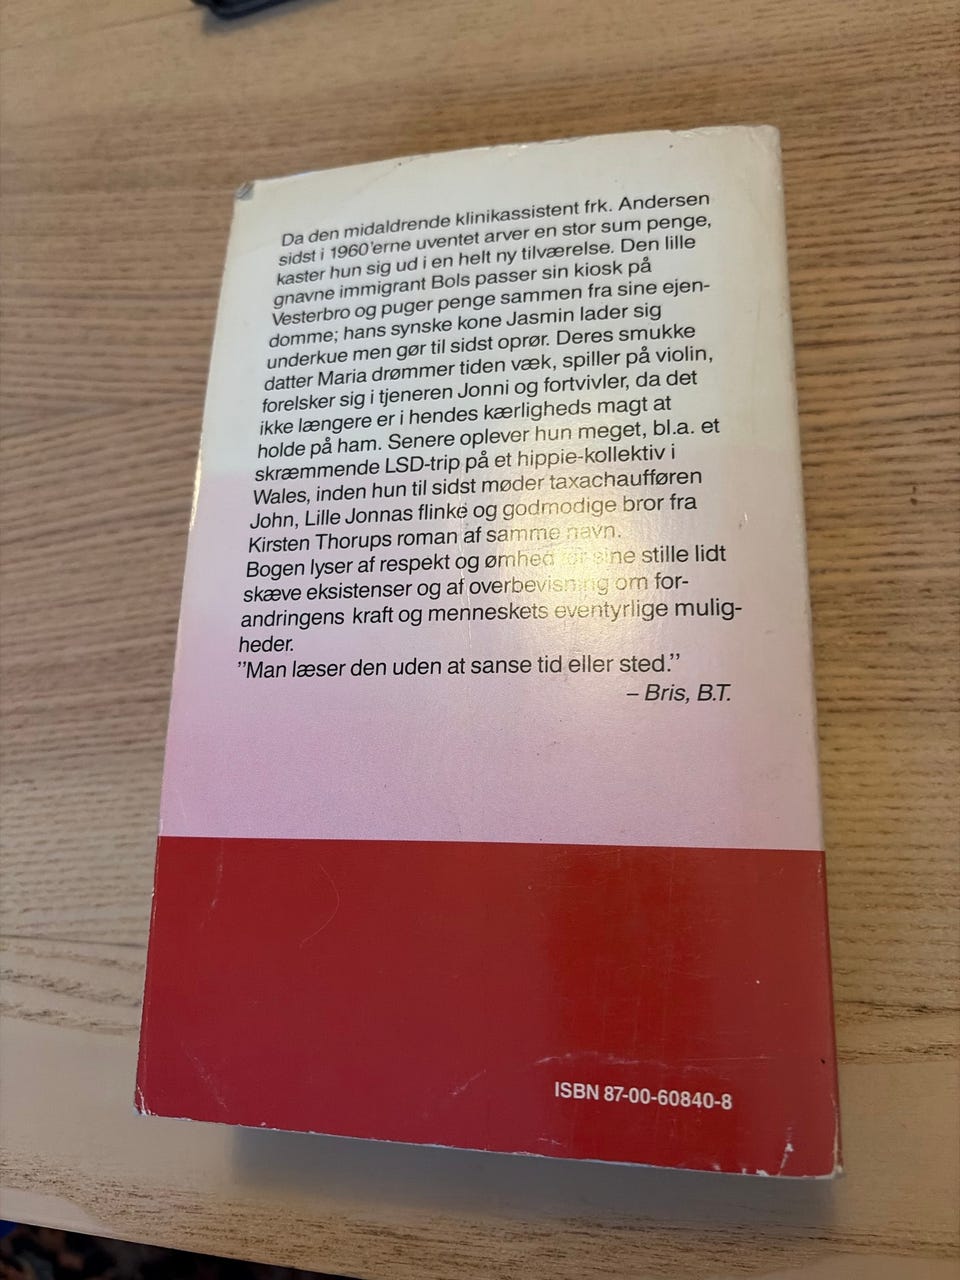 Da den midaldrende klinikassistent frk. Andersen
sidst i 1960'erne uventet arver en stor sum penge,
kaster hun sig ud i en helt ny tilværelse. Den lille
gnavne immigrant Bols passer sin kiosk på
Vesterbro og puger penge sammen fra sine ejen-
domme; hans synske kone Jasmin lader sig
underkue men gør til sidst oprør. Deres smukke
datter Maria drømmer tiden væk, spiller på violin,
forelsker sig i tjeneren Jonni og fortvivler, da det
ikke længere er i hendes kærligheds magt at
holde på ham. Senere oplever hun meget, bl.a. et
skræmmende LSD-trip på et hippie-kollektiv i
Wales, inden hun til sidst møder taxachaufføren
John, Lille Jonnas flinke og godmodige bror fra
Kirsten Thorups roman af samme navn.
Bogen lyser af respekt og ømhed for sine stille lidt
skæve eksistenser og af overbevisning om for-
andringens kraft og menneskets eventyrlige mulig-
heder.
"Man læser den uden at sanse tid eller sted."
– Bris, B.T.
ISBN 87-00-60840-8